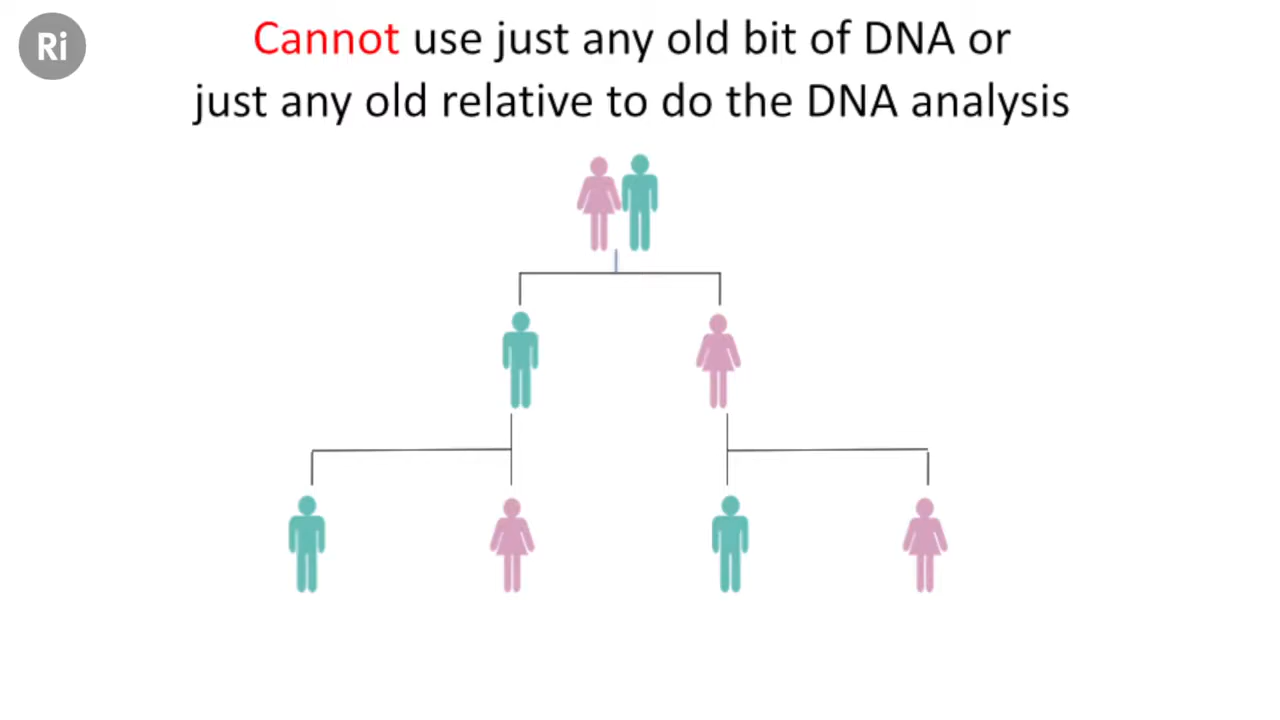 Ri
Cannot use just any old bit of DNA or
just any old relative to do the DNA analysis